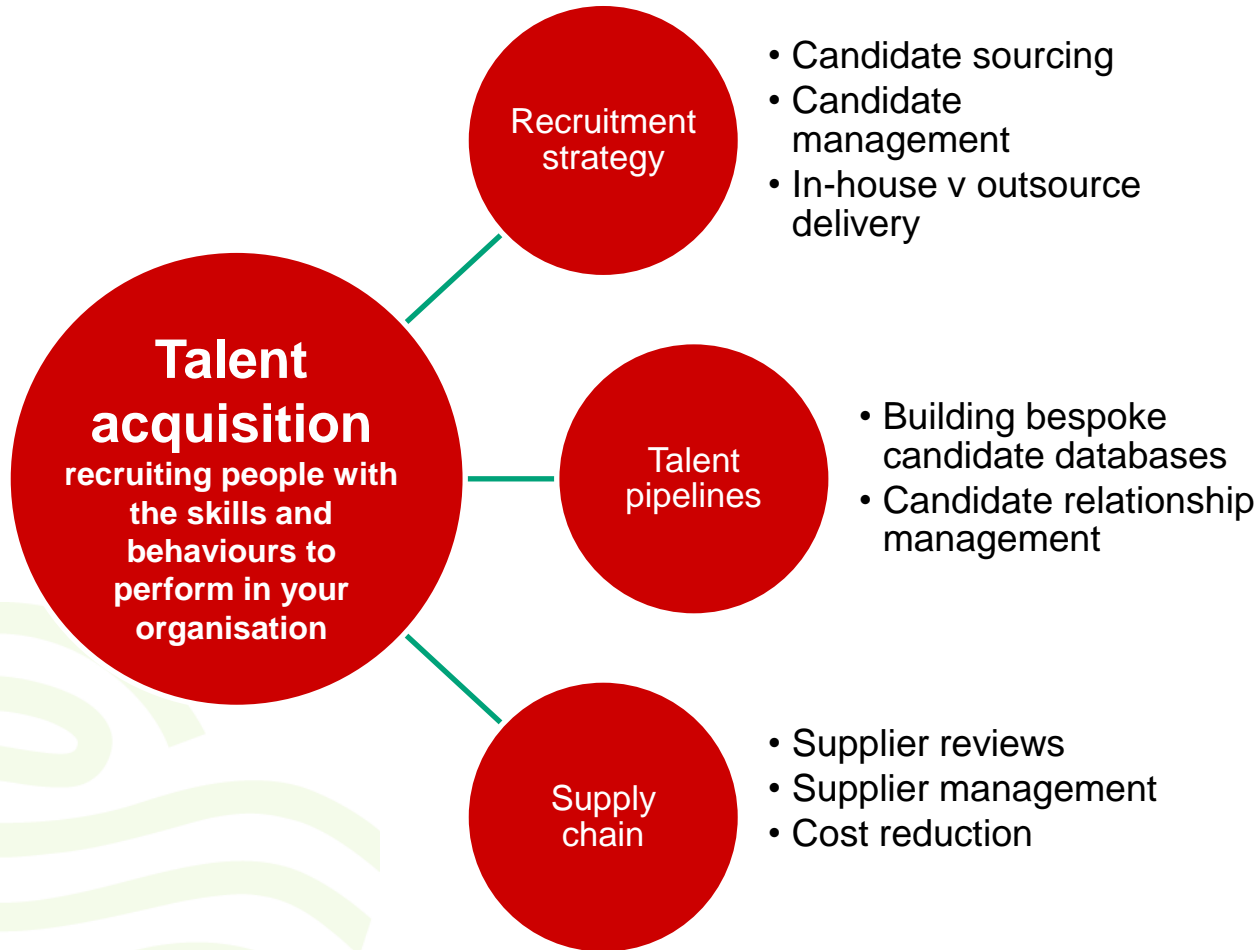 Talent
acquisition
recruiting people with
the skills and
behaviours to
perform in your
organisation
Recruitment
strategy
• Candidate sourcing
• Candidate
management
• In-house v outsource
delivery
Talent
pipelines
• Building bespoke
candidate databases
• Candidate relationship
management
Supply
chain
• Supplier reviews
• Supplier management
• Cost reduction